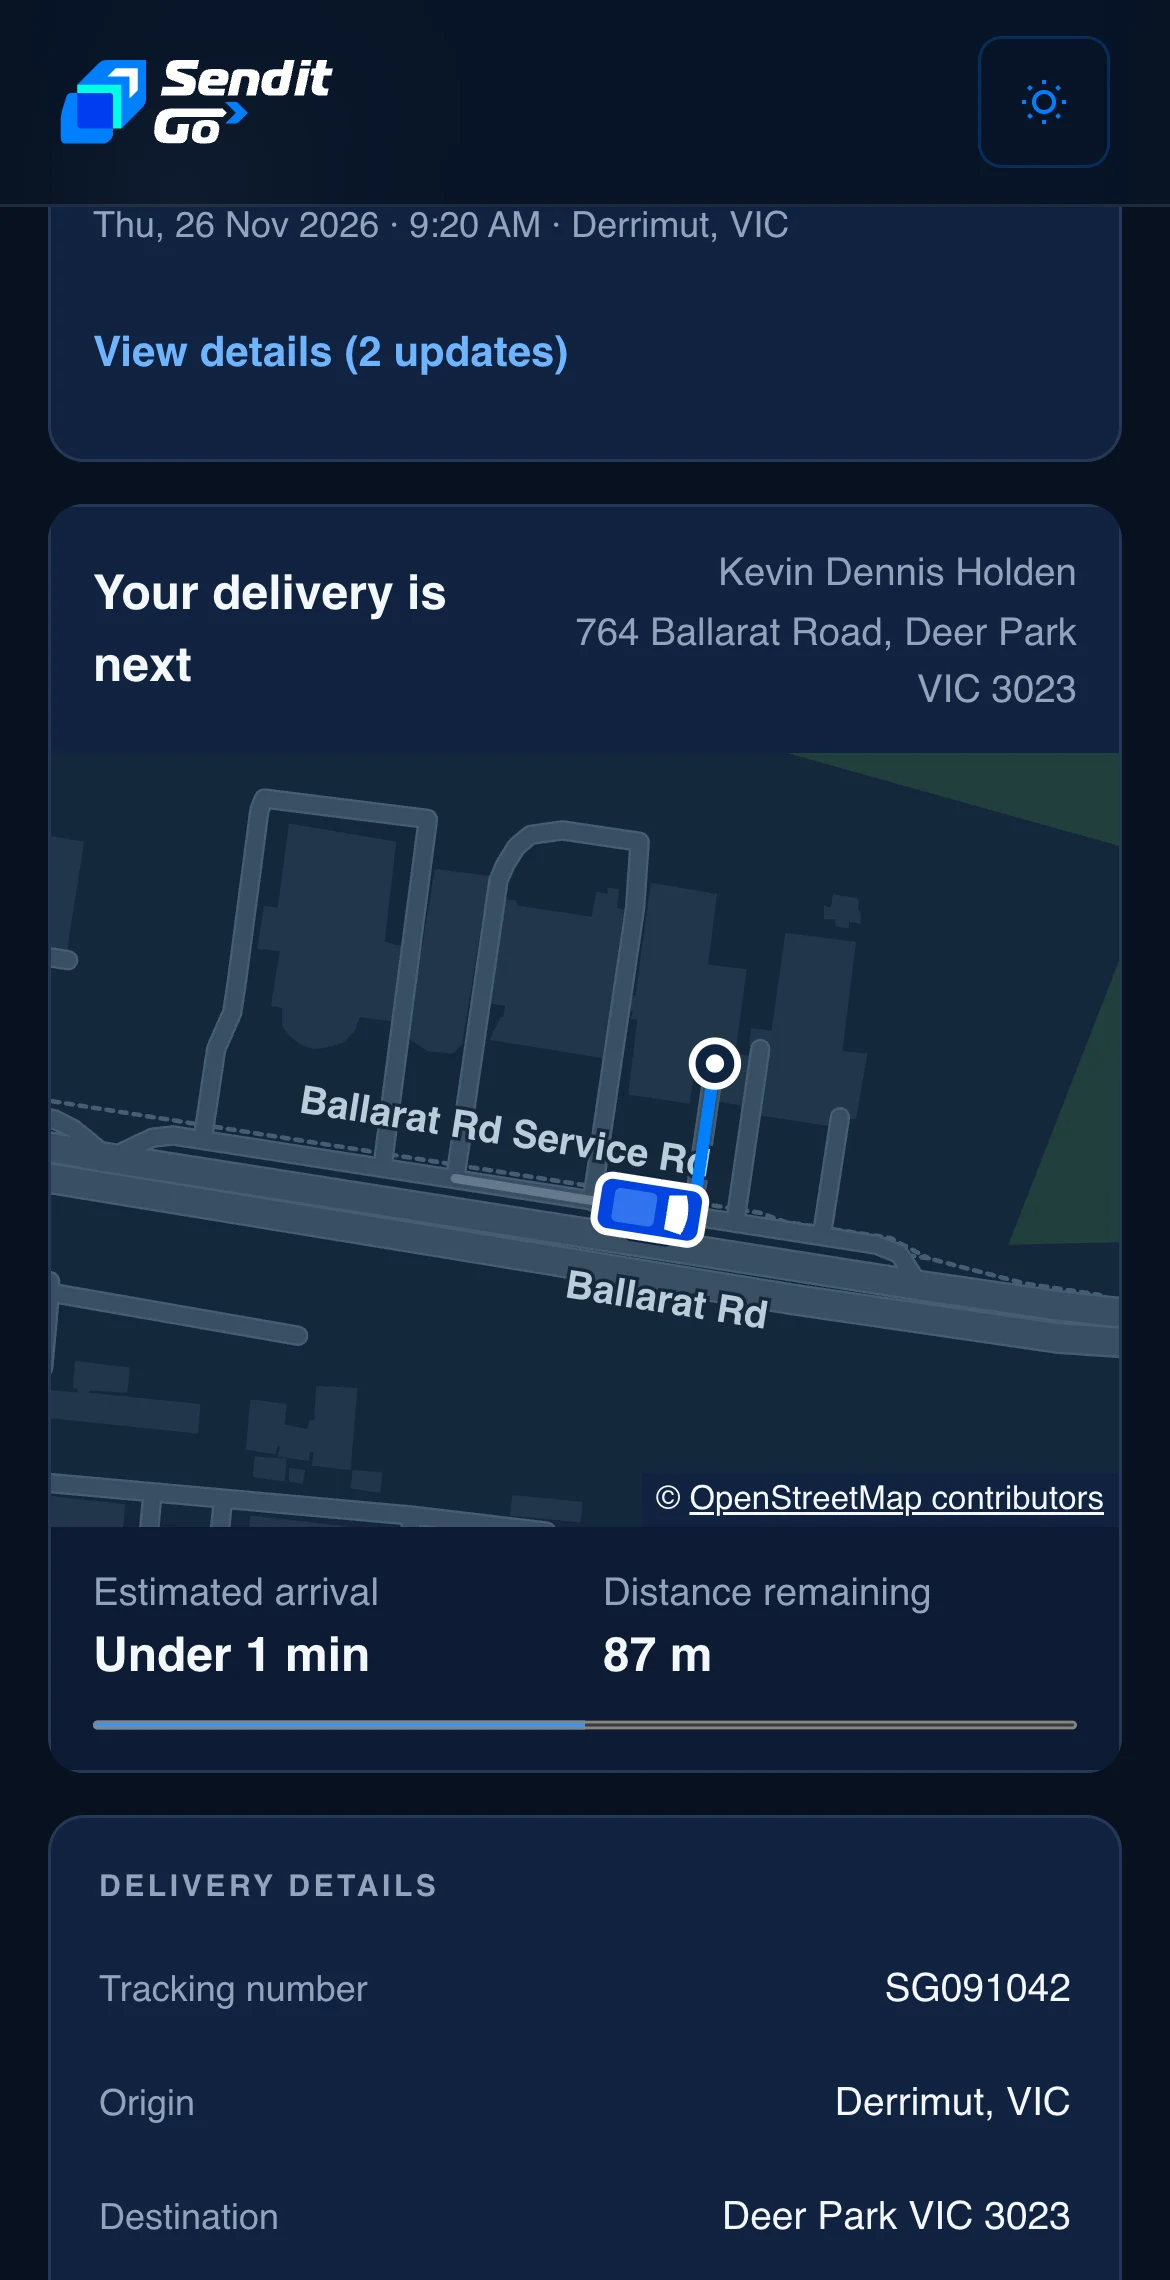 Sendit
Go
Thu, 26 Nov 2026 · 9:20 AM · Derrimut, VIC
View details (2 updates)
Your delivery is
next
Kevin Dennis Holden
764 Ballarat Road, Deer Park
VIC 3023
Ballarat Rd Service Rd
Ballarat Rd
© OpenStreetMap contributors
Estimated arrival
Under 1 min
Distance remaining
87 m
DELIVERY DETAILS
Tracking number
SG091042
Origin
Derrimut, VIC
Destination
Deer Park VIC 3023